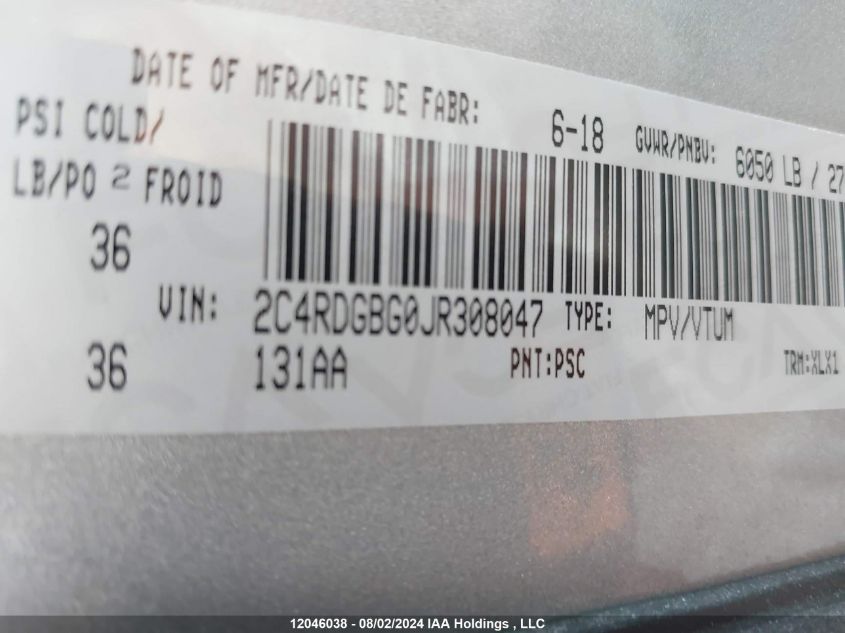 DATE OF MFR/DATE DE FABR: 6-18 GVWR/PNBV: 6050 LB / 27
PSI COLD/
LB/PO 2 FROID
36
VIN: 2C4RDGBG0JR308047 TYPE: MPV/VTUM
36 131AA PNT:PSC TRM:XLX1
12046038 - 08/02/2024 IAA Holdings , LLC